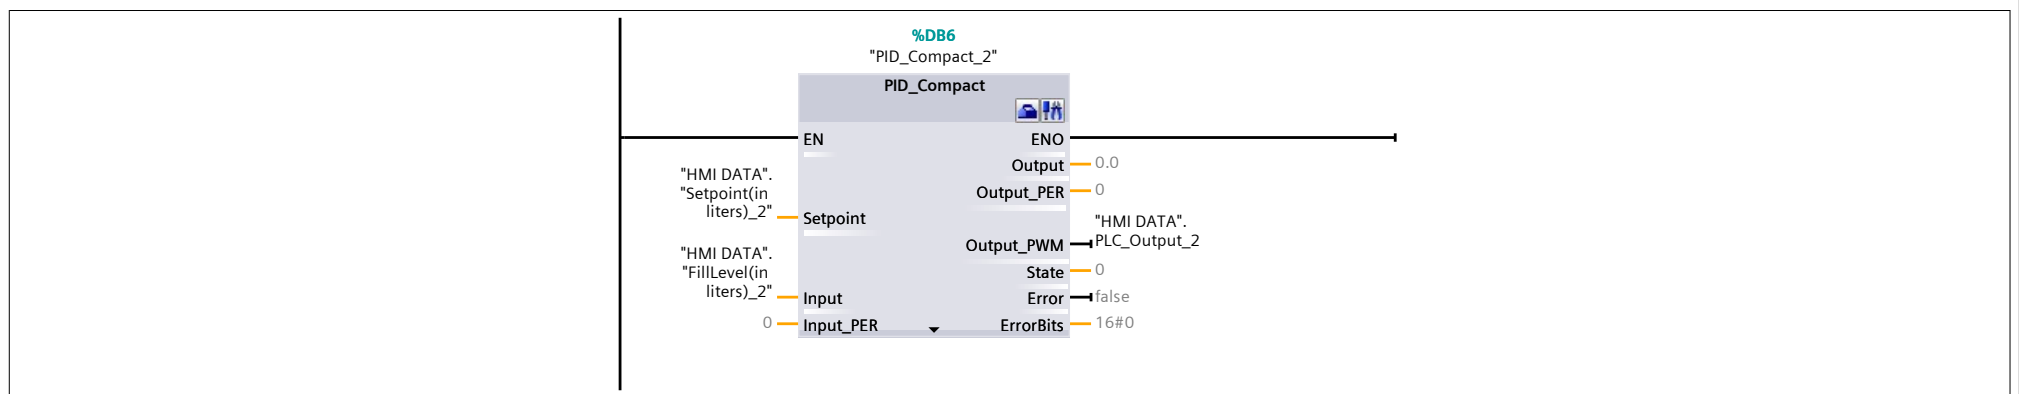 %DB6
"PID_Compact_2"
PID_Compact
EN
ENO
Output
0.0
"HMI DATA".
"Setpoint(in
liters)_2"
Output_PER
0
Setpoint
"HMI DATA".
PLC_Output_2
Output_PWM
"HMI DATA".
"FillLevel(in
liters)_2"
State
0
Input
Error
false
0
Input_PER
ErrorBits
16#0